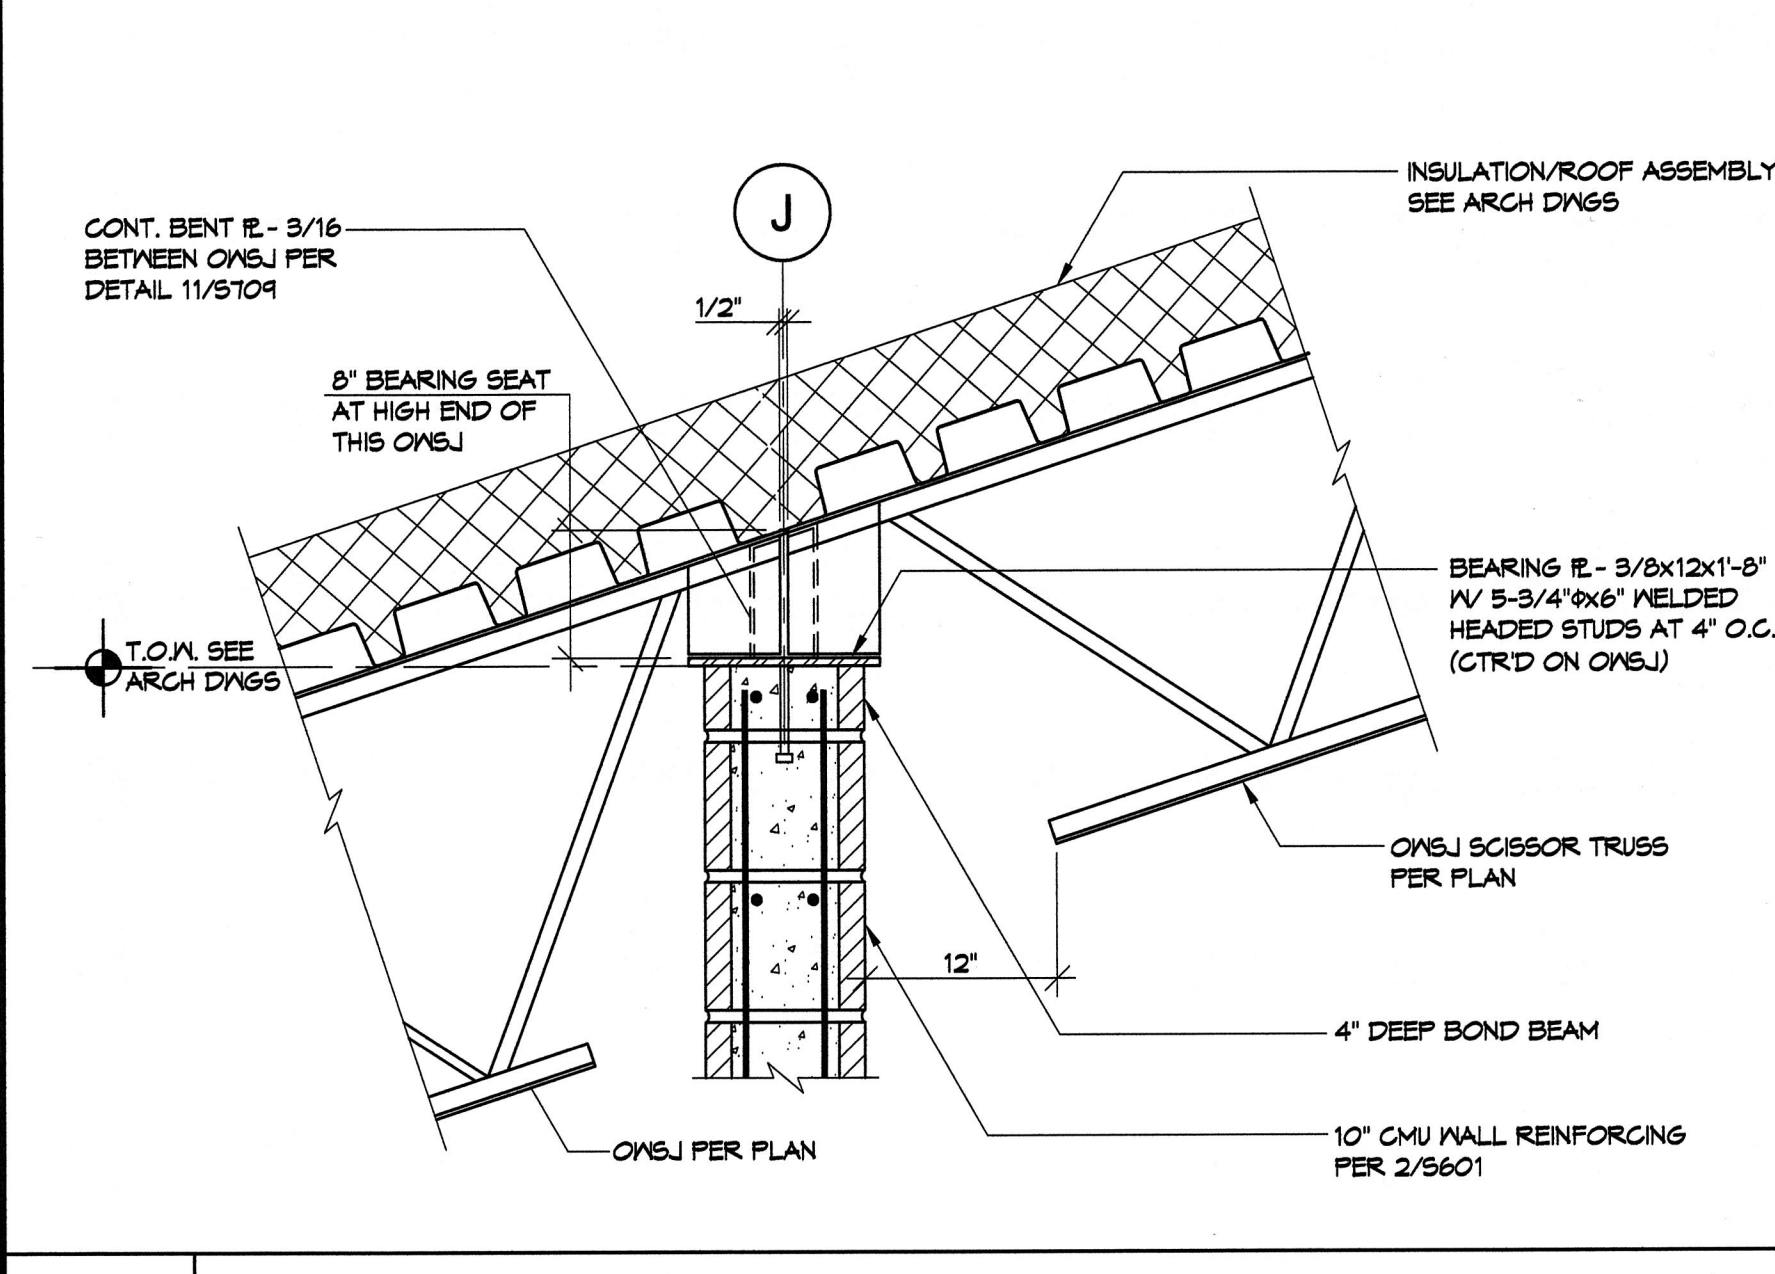 INSULATION/ROOF ASSEMBLY
SEE ARCH DWGS
J
CONT. BENT PL - 3/16
BETWEEN OWSJ PER
DETAIL 11/S709
1/2"
8" BEARING SEAT
AT HIGH END OF
THIS OWSJ
BEARING PL - 3/8x12x1'-8"
W/ 5-3/4"Φx6" WELDED
HEADED STUDS AT 4" O.C.
(CTR'D ON OWSJ)
T.O.W. SEE
ARCH DWGS
OWSJ SCISSOR TRUSS
PER PLAN
12"
4" DEEP BOND BEAM
OWSJ PER PLAN
10" CMU WALL REINFORCING
PER 2/S601